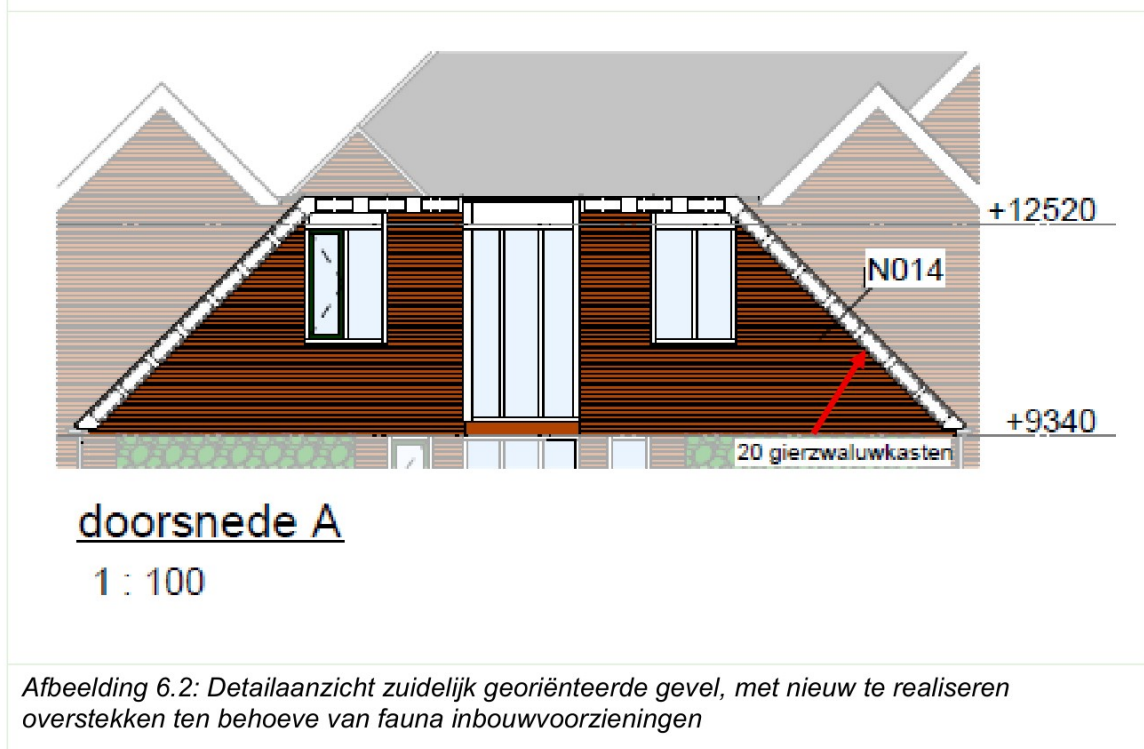 +12520
N014
+9340
20 gierzwaluwkasten
doorsnede A
1 : 100
Afbeelding 6.2: Detailaanzicht zuidelijk georiënteerde gevel, met nieuw te realiseren
overstekken ten behoeve van fauna inbouwvoorzieningen